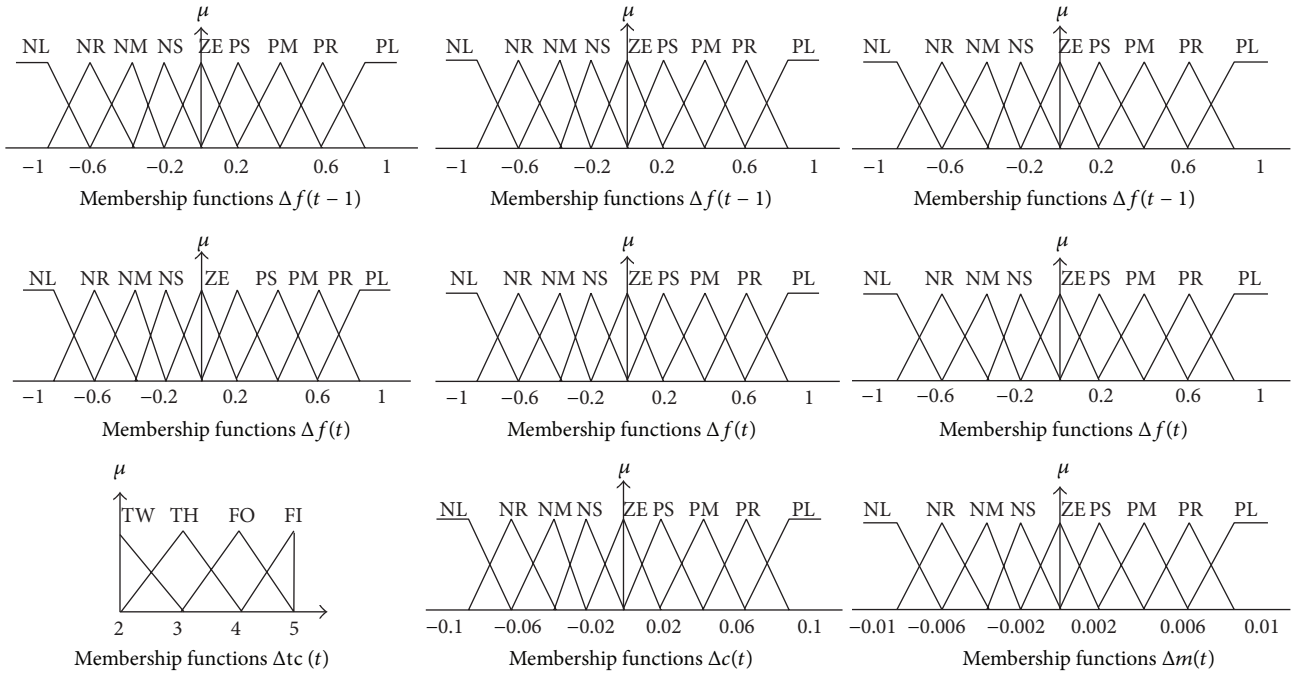 μ μ μ
NL NR NM NS ZE PS PM PR PL NL NR NM NS ZE PS PM PR PL NL NR NM NS ZE PS PM PR PL
−1 −0.6 −0.2 0.2 0.6 1 −1 −0.6 −0.2 0.2 0.6 1 −1 −0.6 −0.2 0.2 0.6 1
Membership functions Δf(t − 1) Membership functions Δf(t − 1) Membership functions Δf(t − 1)
μ μ μ
NL NR NM NS ZE PS PM PR PL NL NR NM NS ZE PS PM PR PL NL NR NM NS ZE PS PM PR PL
−1 −0.6 −0.2 0.2 0.6 1 −1 −0.6 −0.2 0.2 0.6 1 −1 −0.6 −0.2 0.2 0.6 1
Membership functions Δf(t) Membership functions Δf(t) Membership functions Δf(t)
μ μ μ
TW TH FO FI NL NR NM NS ZE PS PM PR PL NL NR NM NS ZE PS PM PR PL
2 3 4 5 −0.1 −0.06 −0.02 0.02 0.06 0.1 −0.01 −0.006 −0.002 0.002 0.006 0.01
Membership functions Δtc (t) Membership functions Δc(t) Membership functions Δm(t)